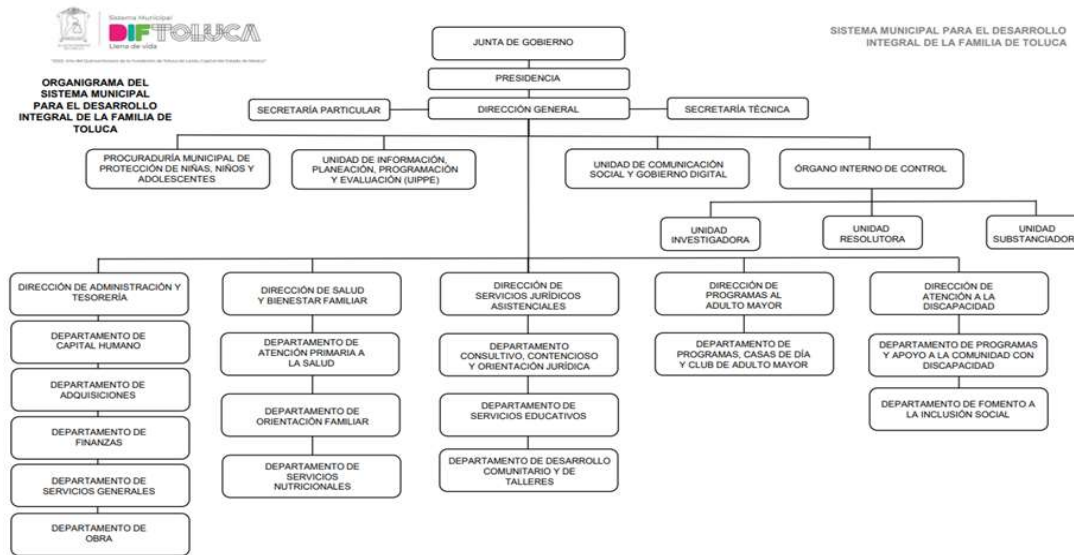 Sistema Municipal
DIF TOLUCA
Llena de vida
SISTEMA MUNICIPAL PARA EL DESARROLLO
INTEGRAL DE LA FAMILIA DE TOLUCA
ORGANIGRAMA DEL
SISTEMA MUNICIPAL
PARA EL DESARROLLO
INTEGRAL DE LA FAMILIA DE
TOLUCA
JUNTA DE GOBIERNO
PRESIDENCIA
SECRETARÍA PARTICULAR
DIRECCIÓN GENERAL
SECRETARÍA TÉCNICA
PROCURADURÍA MUNICIPAL DE
PROTECCIÓN DE NIÑAS, NIÑOS Y
ADOLESCENTES
UNIDAD DE INFORMACIÓN,
PLANEACIÓN, PROGRAMACIÓN
Y EVALUACIÓN (UIPPE)
UNIDAD DE COMUNICACIÓN
SOCIAL Y GOBIERNO DIGITAL
ÓRGANO INTERNO DE CONTROL
UNIDAD
INVESTIGADORA
UNIDAD
RESOLUTORA
UNIDAD
SUBSTANCIADORA
DIRECCIÓN DE ADMINISTRACIÓN Y
TESORERÍA
DEPARTAMENTO DE
CAPITAL HUMANO
DEPARTAMENTO DE
ADQUISICIONES
DEPARTAMENTO DE
FINANZAS
DEPARTAMENTO DE
SERVICIOS GENERALES
DEPARTAMENTO DE
OBRA
DIRECCIÓN DE SALUD
Y BIENESTAR FAMILIAR
DEPARTAMENTO DE
ATENCIÓN PRIMARIA A
LA SALUD
DEPARTAMENTO DE
ORIENTACIÓN FAMILIAR
DEPARTAMENTO DE
SERVICIOS
NUTRICIONALES
DIRECCIÓN DE
SERVICIOS JURÍDICOS
ASISTENCIALES
DEPARTAMENTO
CONSULTIVO, CONTENCIOSO
Y ORIENTACIÓN JURÍDICA
DEPARTAMENTO DE
SERVICIOS EDUCATIVOS
DEPARTAMENTO DE DESARROLLO
COMUNITARIO Y DE
TALLERES
DIRECCIÓN DE
PROGRAMAS AL
ADULTO MAYOR
DEPARTAMENTO DE
PROGRAMAS, CASAS DE DÍA
Y CLUB DE ADULTO MAYOR
DIRECCIÓN DE
ATENCIÓN A LA
DISCAPACIDAD
DEPARTAMENTO DE PROGRAMAS
Y APOYO A LA COMUNIDAD CON
DISCAPACIDAD
DEPARTAMENTO DE FOMENTO A
LA INCLUSIÓN SOCIAL